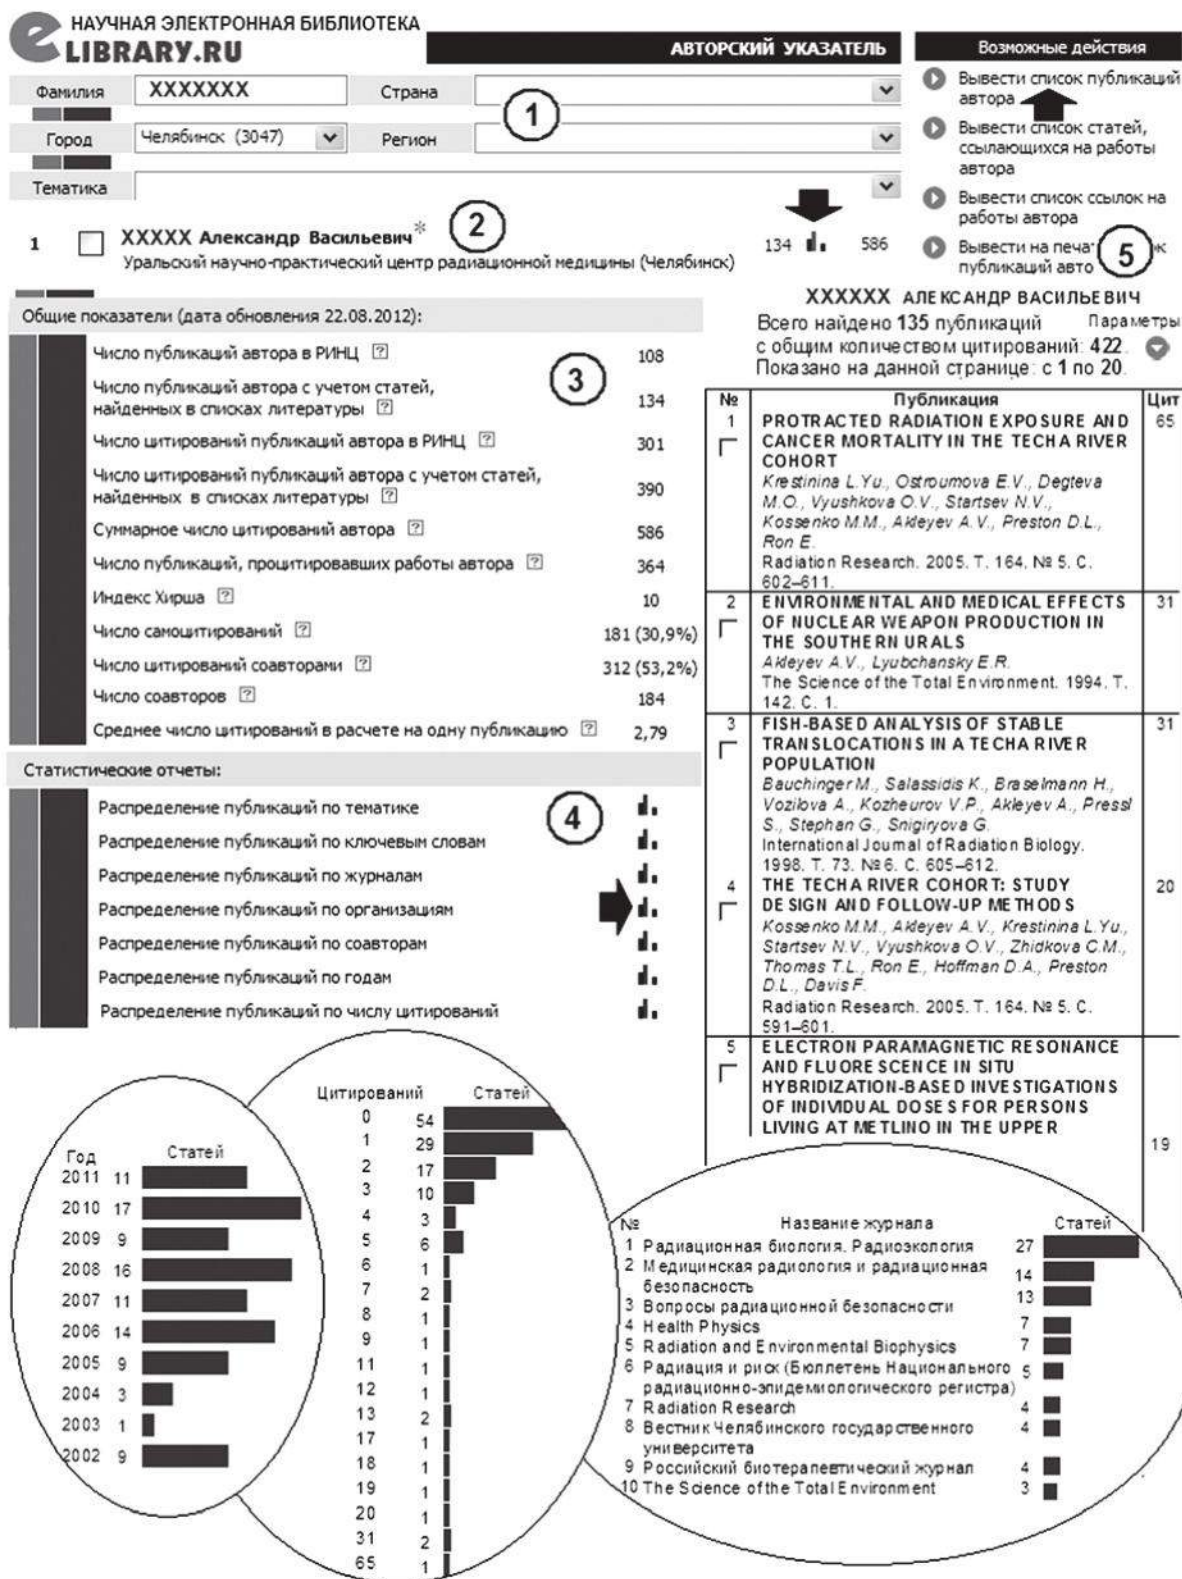 НАУЧНАЯ ЭЛЕКТРОННАЯ БИБЛИОТЕКА
eLIBRARY.RU
АВТОРСКИЙ УКАЗАТЕЛЬ
Фамилия XXXXXXX Страна
1
Город Челябинск (3047) Регион
Тематика
2
1 XXXXX Александр Васильевич* 134 586
Уральский научно-практический центр радиационной медицины (Челябинск)
Возможные действия
Вывести список публикаций
автора
Вывести список статей,
ссылающихся на работы
автора
Вывести список ссылок на
работы автора
Вывести на печат к
публикаций авто
5
Общие показатели (дата обновления 22.08.2012):
3
Число публикаций автора в РИНЦ ? 108
Число публикаций автора с учетом статей,
найденных в списках литературы ? 134
Число цитирований публикаций автора в РИНЦ ? 301
Число цитирований публикаций автора с учетом статей,
найденных в списках литературы ? 390
Суммарное число цитирований автора ? 586
Число публикаций, процитировавших работы автора ? 364
Индекс Хирша ? 10
Число самоцитирований ? 181 (30,9%)
Число цитирований соавторами ? 312 (53,2%)
Число соавторов ? 184
Среднее число цитирований в расчете на одну публикацию ? 2,79
Статистические отчеты:
4
Распределение публикаций по тематике
Распределение публикаций по ключевым словам
Распределение публикаций по журналам
Распределение публикаций по организациям
Распределение публикаций по соавторам
Распределение публикаций по годам
Распределение публикаций по числу цитирований
XXXXXX АЛЕКСАНДР ВАСИЛЬЕВИЧ
Всего найдено 135 публикаций Параметры
с общим количеством цитирований: 422.
Показано на данной странице: с 1 по 20.
№ Публикация Цит
1 PROTRACTED RADIATION EXPOSURE AND 65
CANCER MORTALITY IN THE TECHA RIVER
COHORT
Krestinina L.Yu., Ostroumova E.V., Degteva
M.O., Vyushkova O.V., Startsev N.V.,
Kossenko M.M., Akleyev A.V., Preston D.L.,
Ron E.
Radiation Research. 2005. Т. 164. № 5. С.
602–611.
2 ENVIRONMENTAL AND MEDICAL EFFECTS 31
OF NUCLEAR WEAPON PRODUCTION IN
THE SOUTHERN URALS
Akleyev A.V., Lyubchansky E.R.
The Science of the Total Environment. 1994. Т.
142. С. 1.
3 FISH-BASED ANALYSIS OF STABLE 31
TRANSLOCATIONS IN A TECHA RIVER
POPULATION
Bauchinger M., Salassidis K., Braselmann H.,
Vozilova A., Kozheurov V.P., Akleyev A., Pressl
S., Stephan G., Snigiryova G.
International Journal of Radiation Biology.
1998. Т. 73. № 6. С. 605–612.
4 THE TECHA RIVER COHORT: STUDY 20
DESIGN AND FOLLOW-UP METHODS
Kossenko M.M., Akleyev A.V., Krestinina L.Yu.,
Startsev N.V., Vyushkova O.V., Zhidkova C.M.,
Thomas T.L., Ron E., Hoffman D.A., Preston
D.L., Davis F.
Radiation Research. 2005. Т. 164. № 5. С.
591–601.
5 ELECTRON PARAMAGNETIC RESONANCE
AND FLUORESCENCE IN SITU
HYBRIDIZATION-BASED INVESTIGATIONS
OF INDIVIDUAL DOSES FOR PERSONS
LIVING AT METLINO IN THE UPPER
19
Год Статей
2011 11
2010 17
2009 9
2008 16
2007 11
2006 14
2005 9
2004 3
2003 1
2002 9
Цитирований Статей
0 54
1 29
2 17
3 10
4 3
5 6
6 1
7 2
8 1
9 1
11 1
12 1
13 2
17 1
18 1
19 1
20 1
31 2
65 1
№ Название журнала Статей
1 Радиационная биология. Радиоэкология 27
2 Медицинская радиология и радиационная
безопасность 14
3 Вопросы радиационной безопасности 13
4 Health Physics 7
5 Radiation and Environmental Biophysics 7
6 Радиация и риск (Бюллетень Национального
радиационно-эпидемиологического регистра) 5
7 Radiation Research 4
8 Вестник Челябинского государственного
университета 4
9 Российский биотерапевтический журнал 4
10 The Science of the Total Environment 3